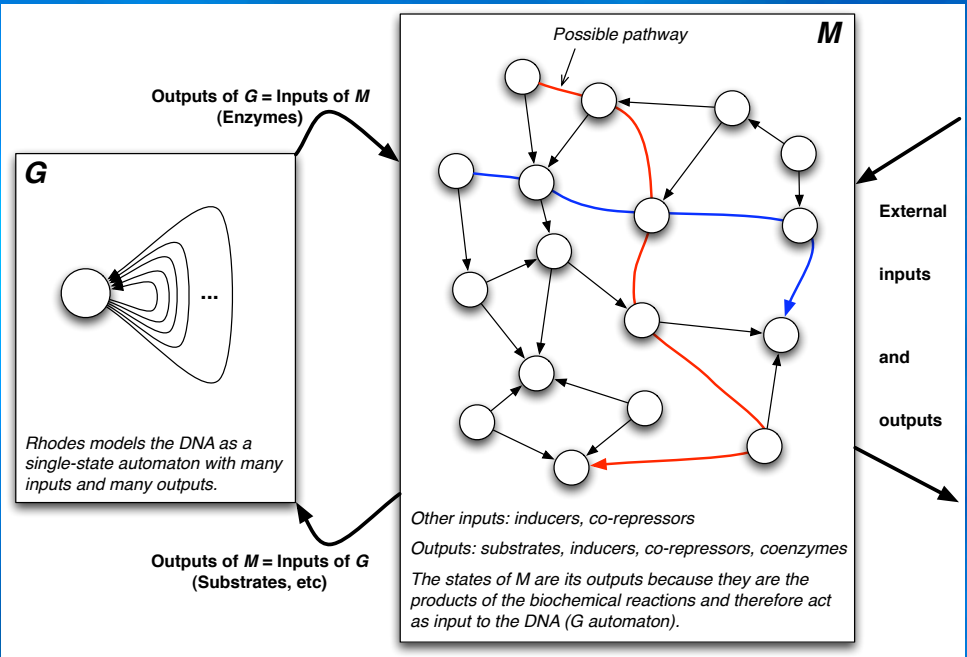 Outputs of G = Inputs of M
(Enzymes)
G
...
Rhodes models the DNA as a
single-state automaton with many
inputs and many outputs.
Outputs of M = Inputs of G
(Substrates, etc)
M
Possible pathway
Other inputs: inducers, co-repressors
Outputs: substrates, inducers, co-repressors, coenzymes
The states of M are its outputs because they are the
products of the biochemical reactions and therefore act
as input to the DNA (G automaton).
External
inputs
and
outputs